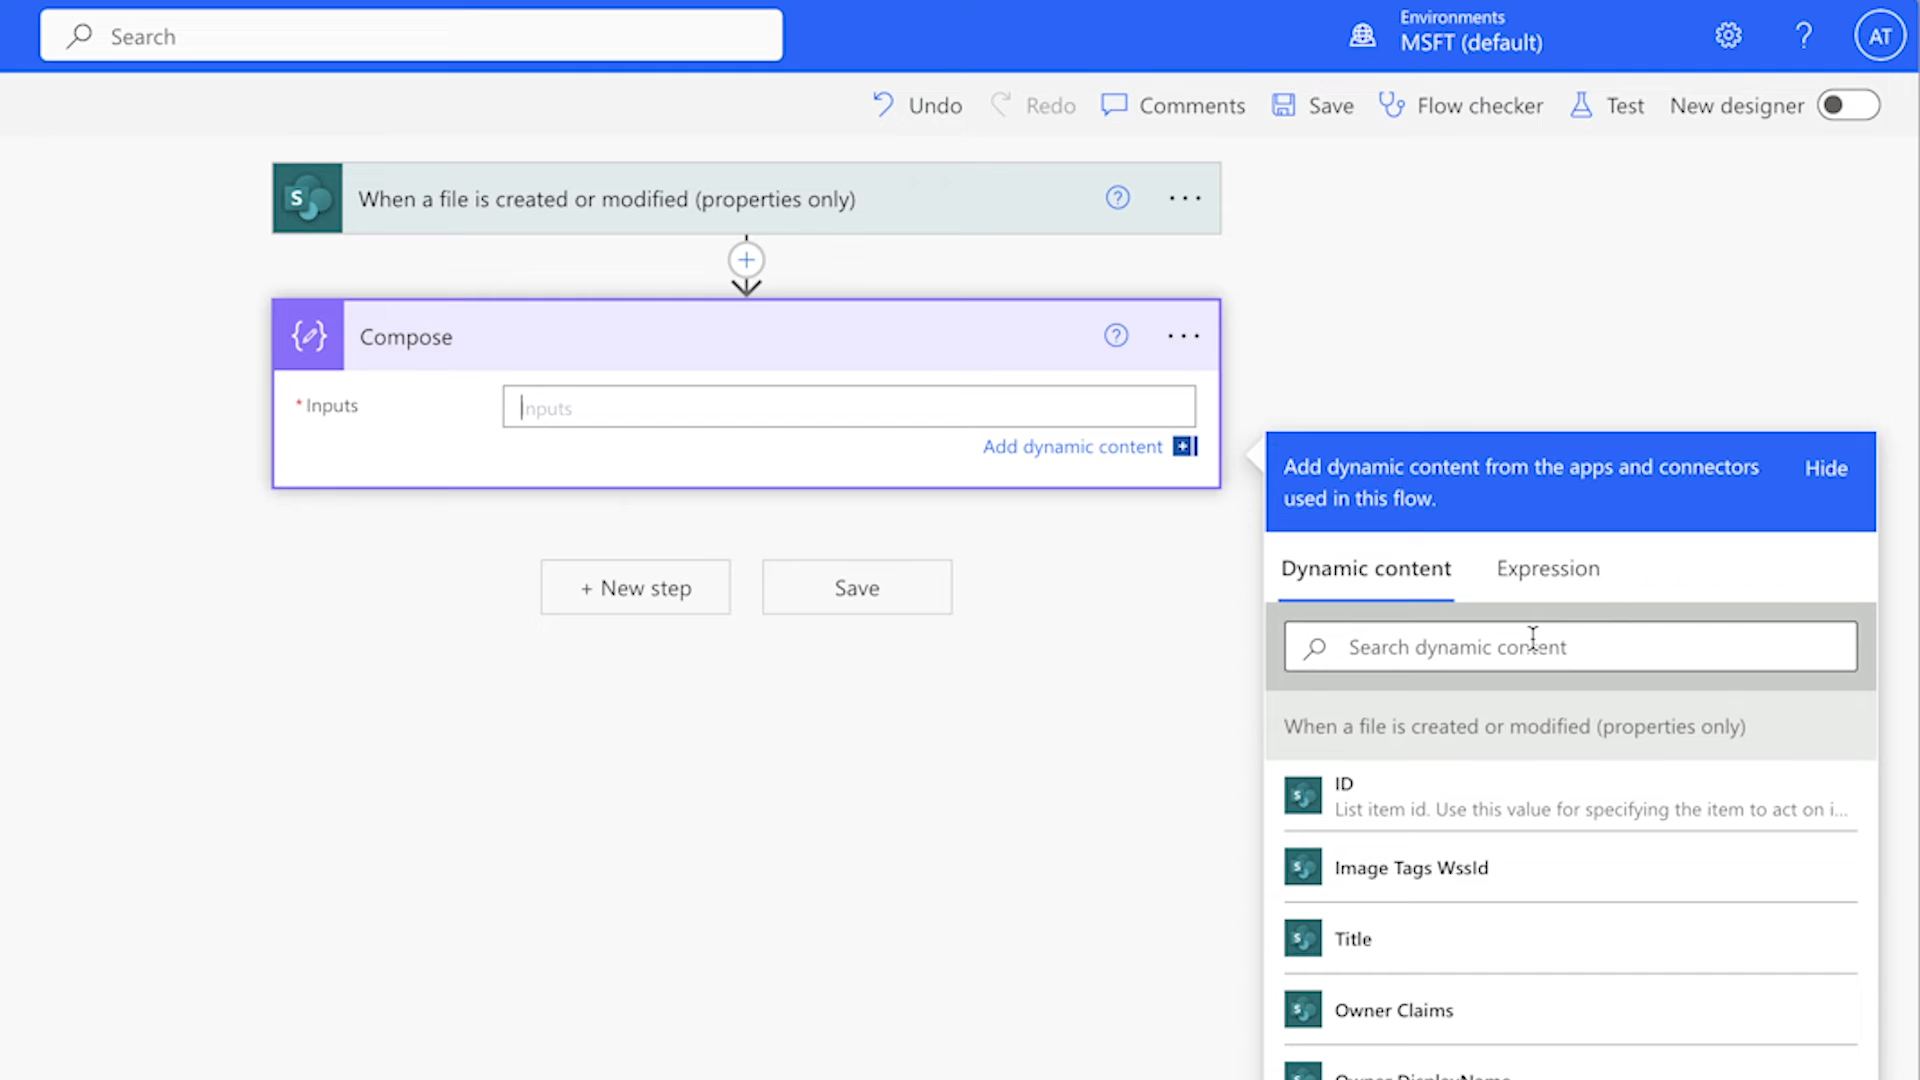 Search
Environments
MSFT (default)
AT
Undo
Redo
Comments
Save
Flow checker
Test
New designer
When a file is created or modified (properties only)
Compose
* Inputs
Inputs
Add dynamic content
+ New step
Save
Add dynamic content from the apps and connectors
used in this flow.
Hide
Dynamic content
Expression
Search dynamic content
When a file is created or modified (properties only)
ID
List item id. Use this value for specifying the item to act on i...
Image Tags WssId
Title
Owner Claims
Owner DisplayName